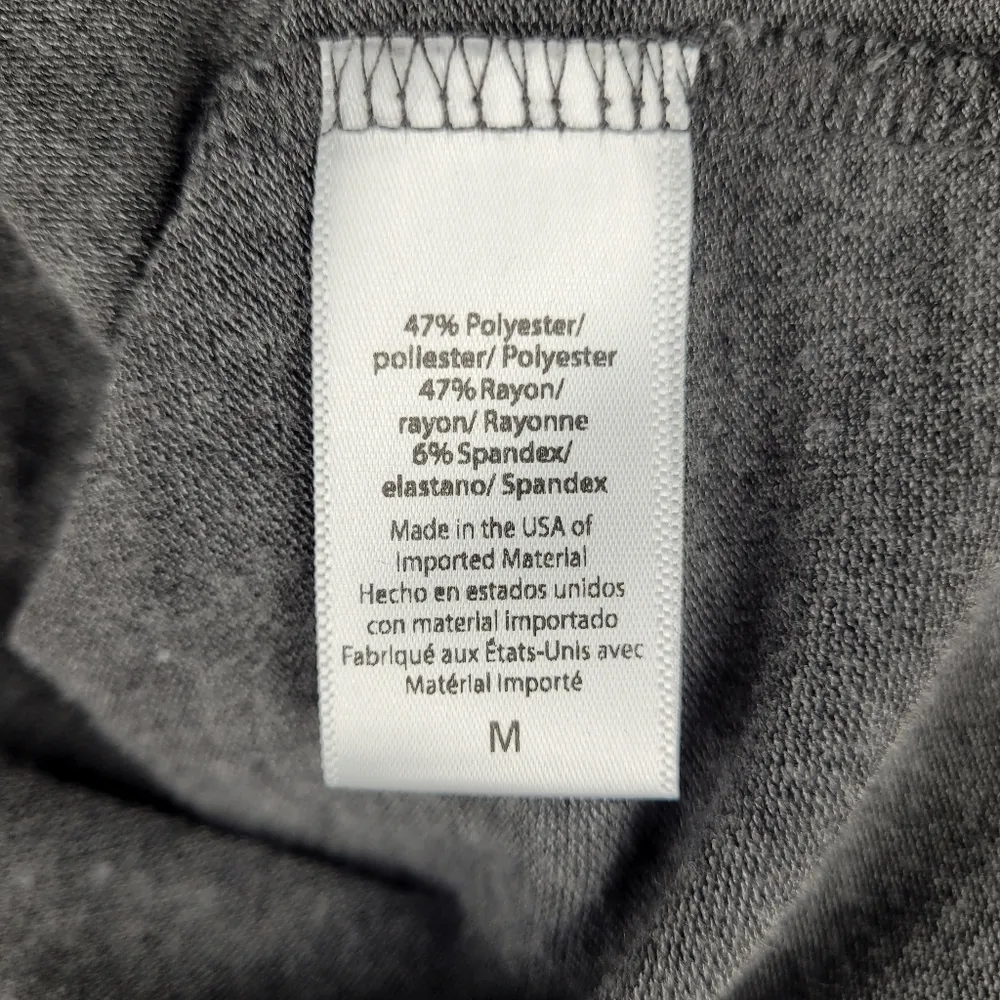 47% Polyester/
poliester/ Polyester
47% Rayon/
rayon/ Rayonne
6% Spandex/
elastano/ Spandex
Made in the USA of
Imported Material
Hecho en estados unidos
con material importado
Fabriqué aux États-Unis avec
Matérial Importé
M